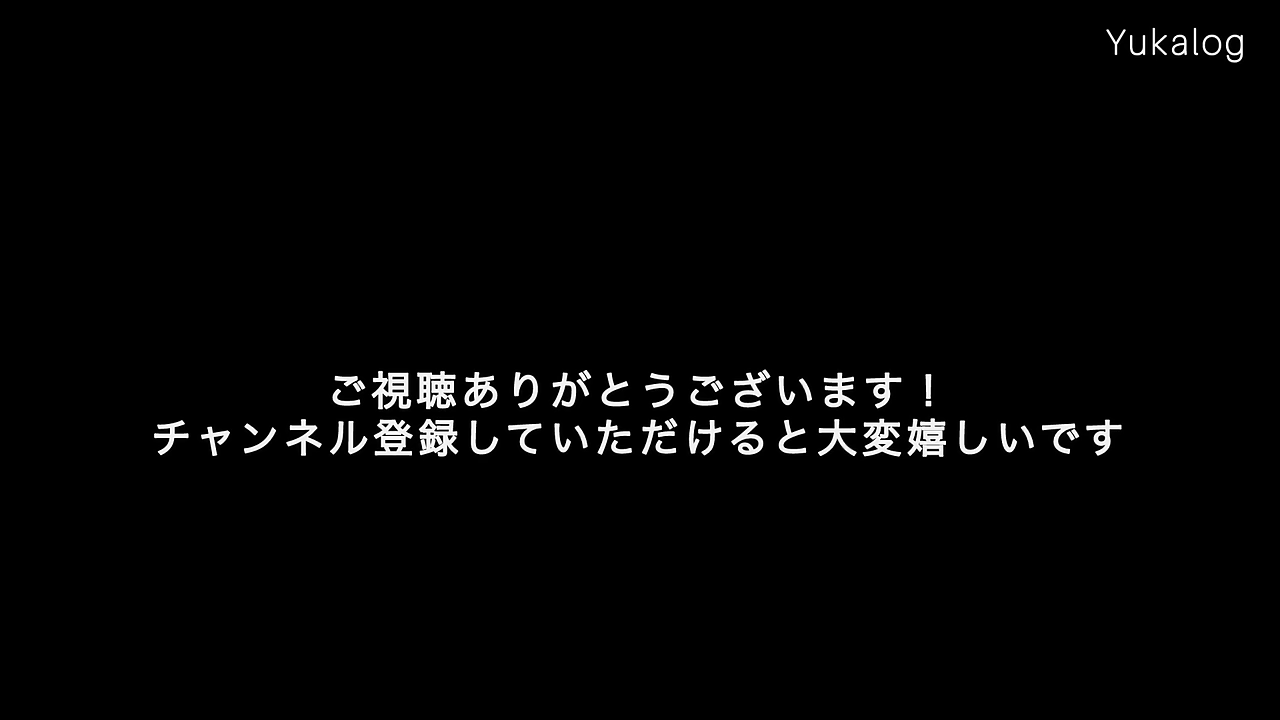 Yukalog
ご視聴ありがとうございます！
チャンネル登録していただけると大変嬉しいです